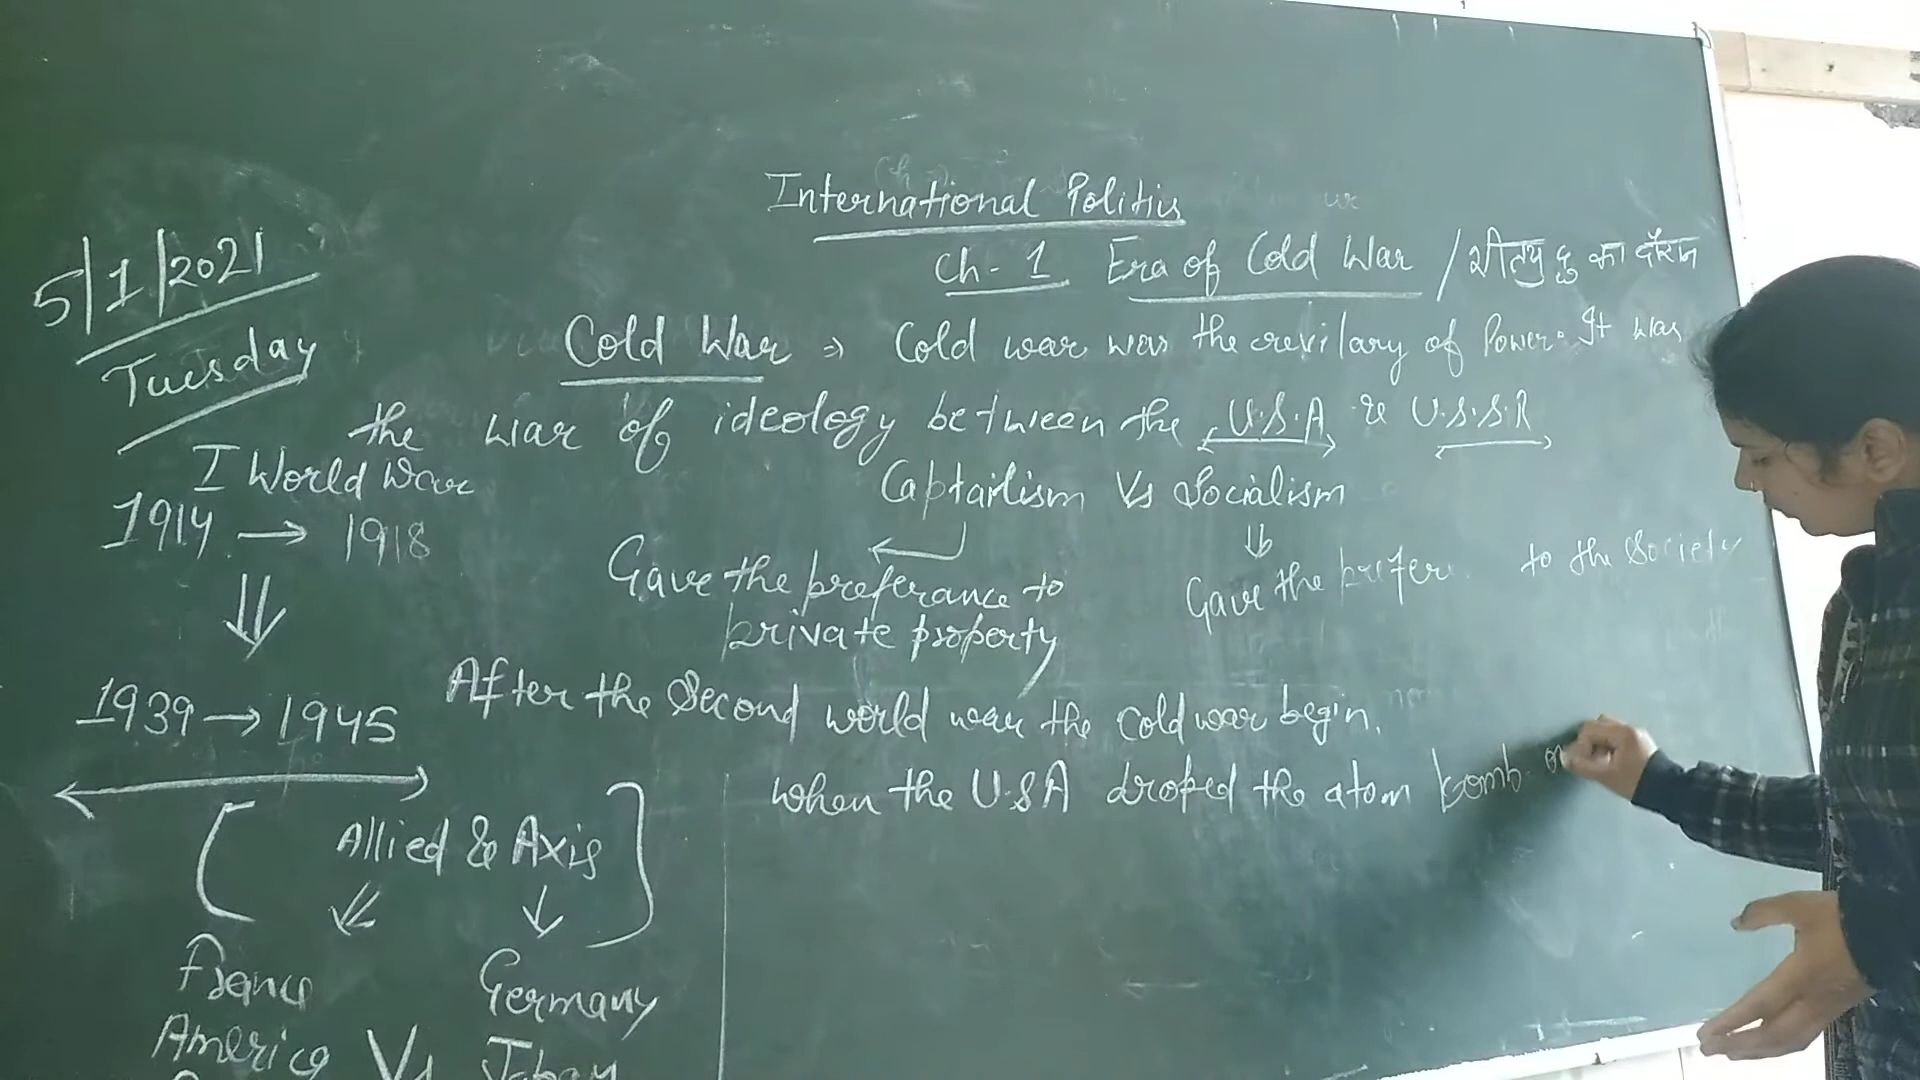 International Politics
Ch-1 Era of Cold War / शीतयुद्ध का दौरान
5/1/2021
Tuesday
Cold War ⇒ Cold war was the of Power. It was
the war of ideology between the U.S.A & U.S.S.R
Captailism Vs Socialism
Gave the preferance to
private property
Gave the prefer to the Society
I World War
1914 → 1918
1939 → 1945
After the Second world war the cold war begin.
when the U.S.A droped the atom bomb
[Allied & Axis]
France Germany
America Vs Japan